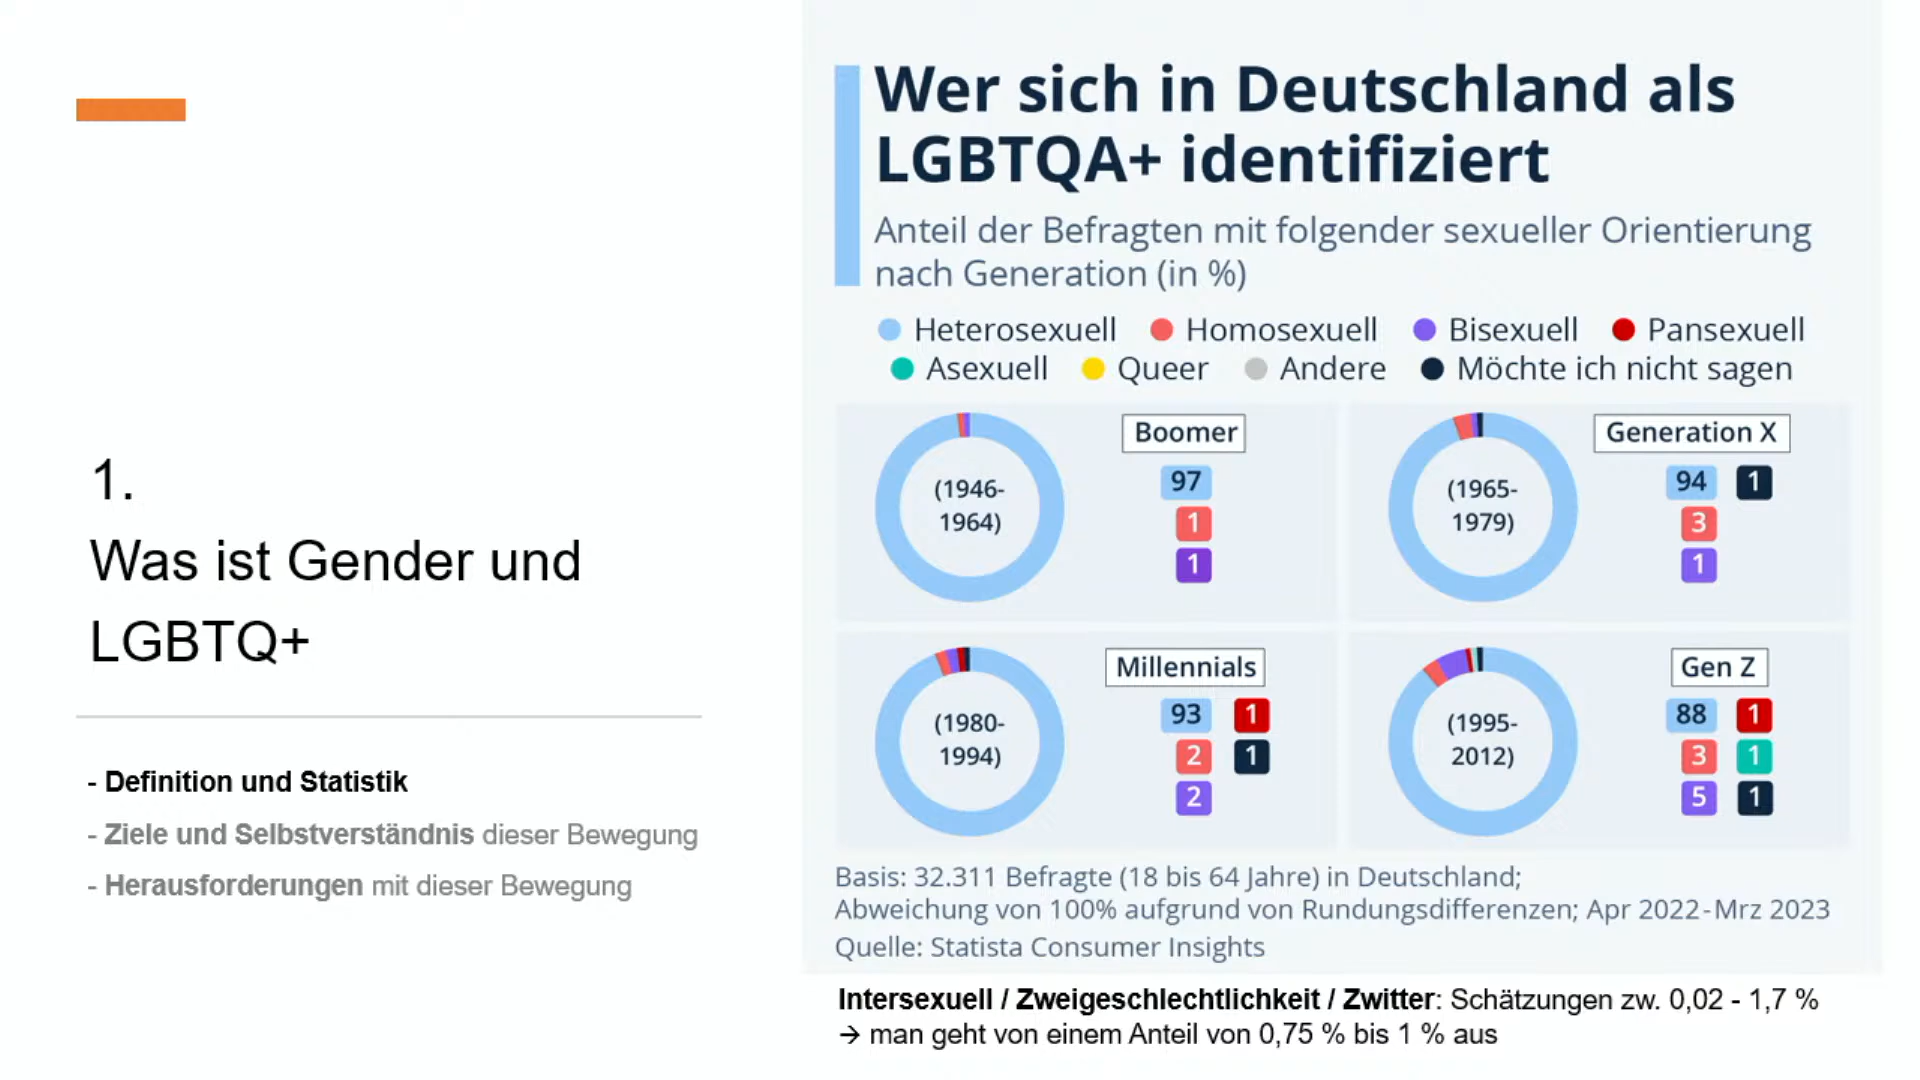 1.
Was ist Gender und
LGBTQ+
- Definition und Statistik
- Ziele und Selbstverständnis dieser Bewegung
- Herausforderungen mit dieser Bewegung
Wer sich in Deutschland als
LGBTQA+ identifiziert
Anteil der Befragten mit folgender sexueller Orientierung
nach Generation (in %)
Heterosexuell Homosexuell Bisexuell Pansexuell
Asexuell Queer Andere Möchte ich nicht sagen
Boomer
(1946-
1964)
97
1
1
Generation X
(1965-
1979)
94 1
3
1
Millennials
(1980-
1994)
93 1
2 1
2
Gen Z
(1995-
2012)
88 1
3 1
5 1
Basis: 32.311 Befragte (18 bis 64 Jahre) in Deutschland;
Abweichung von 100% aufgrund von Rundungsdifferenzen; Apr 2022-Mrz 2023
Quelle: Statista Consumer Insights
Intersexuell / Zweigeschlechtlichkeit / Zwitter: Schätzungen zw. 0,02 - 1,7 %
→ man geht von einem Anteil von 0,75 % bis 1 % aus